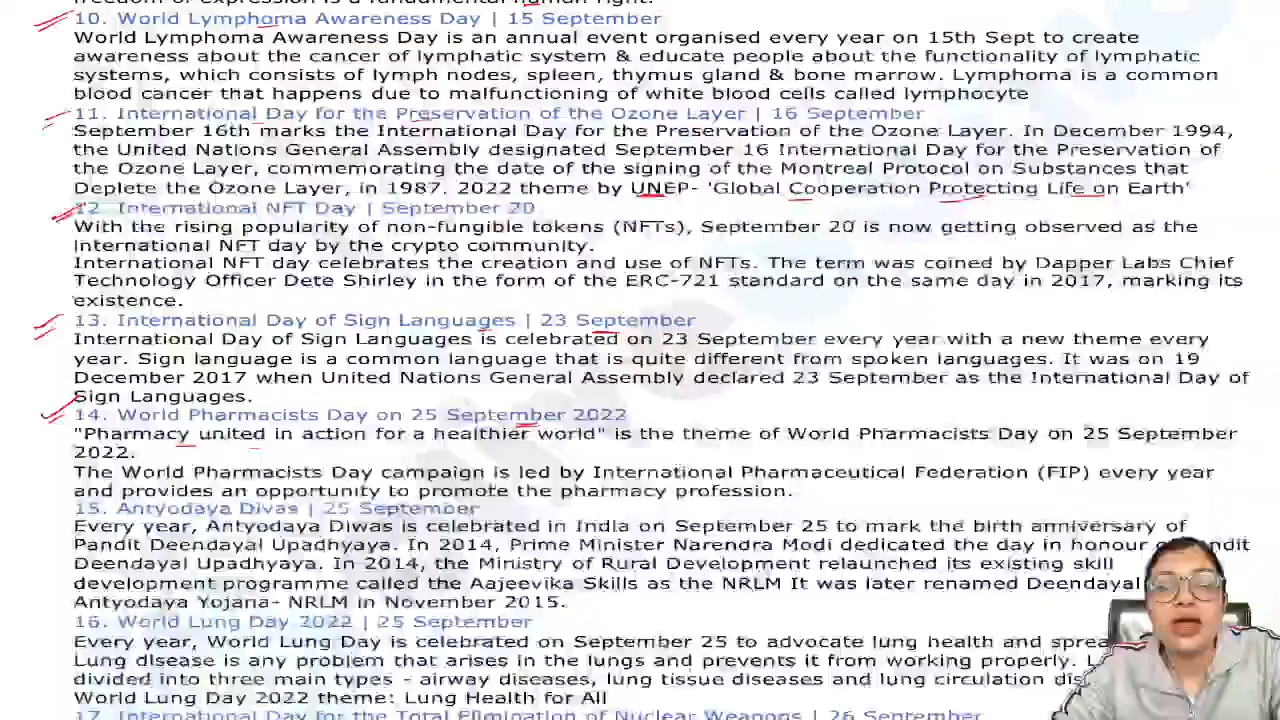 freedom of expression is a fundamental human right.
10. World Lymphoma Awareness Day | 15 September
World Lymphoma Awareness Day is an annual event organised every year on 15th Sept to create
awareness about the cancer of lymphatic system & educate people about the functionality of lymphatic
systems, which consists of lymph nodes, spleen, thymus gland & bone marrow. Lymphoma is a common
blood cancer that happens due to malfunctioning of white blood cells called lymphocyte
11. International Day for the Preservation of the Ozone Layer | 16 September
September 16th marks the International Day for the Preservation of the Ozone Layer. In December 1994,
the United Nations General Assembly designated September 16 International Day for the Preservation of
the Ozone Layer, commemorating the date of the signing of the Montreal Protocol on Substances that
Deplete the Ozone Layer, in 1987. 2022 theme by UNEP- 'Global Cooperation Protecting Life on Earth'
12. International NFT Day | September 20
With the rising popularity of non-fungible tokens (NFTs), September 20 is now getting observed as the
International NFT day by the crypto community.
International NFT day celebrates the creation and use of NFTs. The term was coined by Dapper Labs Chief
Technology Officer Dete Shirley in the form of the ERC-721 standard on the same day in 2017, marking its
existence.
13. International Day of Sign Languages | 23 September
International Day of Sign Languages is celebrated on 23 September every year with a new theme every
year. Sign language is a common language that is quite different from spoken languages. It was on 19
December 2017 when United Nations General Assembly declared 23 September as the International Day of
Sign Languages.
14. World Pharmacists Day on 25 September 2022
"Pharmacy united in action for a healthier world" is the theme of World Pharmacists Day on 25 September
2022.
The World Pharmacists Day campaign is led by International Pharmaceutical Federation (FIP) every year
and provides an opportunity to promote the pharmacy profession.
15. Antyodaya Divas | 25 September
Every year, Antyodaya Diwas is celebrated in India on September 25 to mark the birth anniversary of
Pandit Deendayal Upadhyaya. In 2014, Prime Minister Narendra Modi dedicated the day in honour
Deendayal Upadhyaya. In 2014, the Ministry of Rural Development relaunched its existing skill
development programme called the Aajeevika Skills as the NRLM It was later renamed Deendayal
Antyodaya Yojana- NRLM in November 2015.
16. World Lung Day 2022 | 25 September
Every year, World Lung Day is celebrated on September 25 to advocate lung health and
Lung disease is any problem that arises in the lungs and prevents it from working properly.
divided into three main types - airway diseases, lung tissue diseases and lung circulation
World Lung Day 2022 theme: Lung Health for All
17. International Day for the Total Elimination of Nuclear Weapons | 26 September